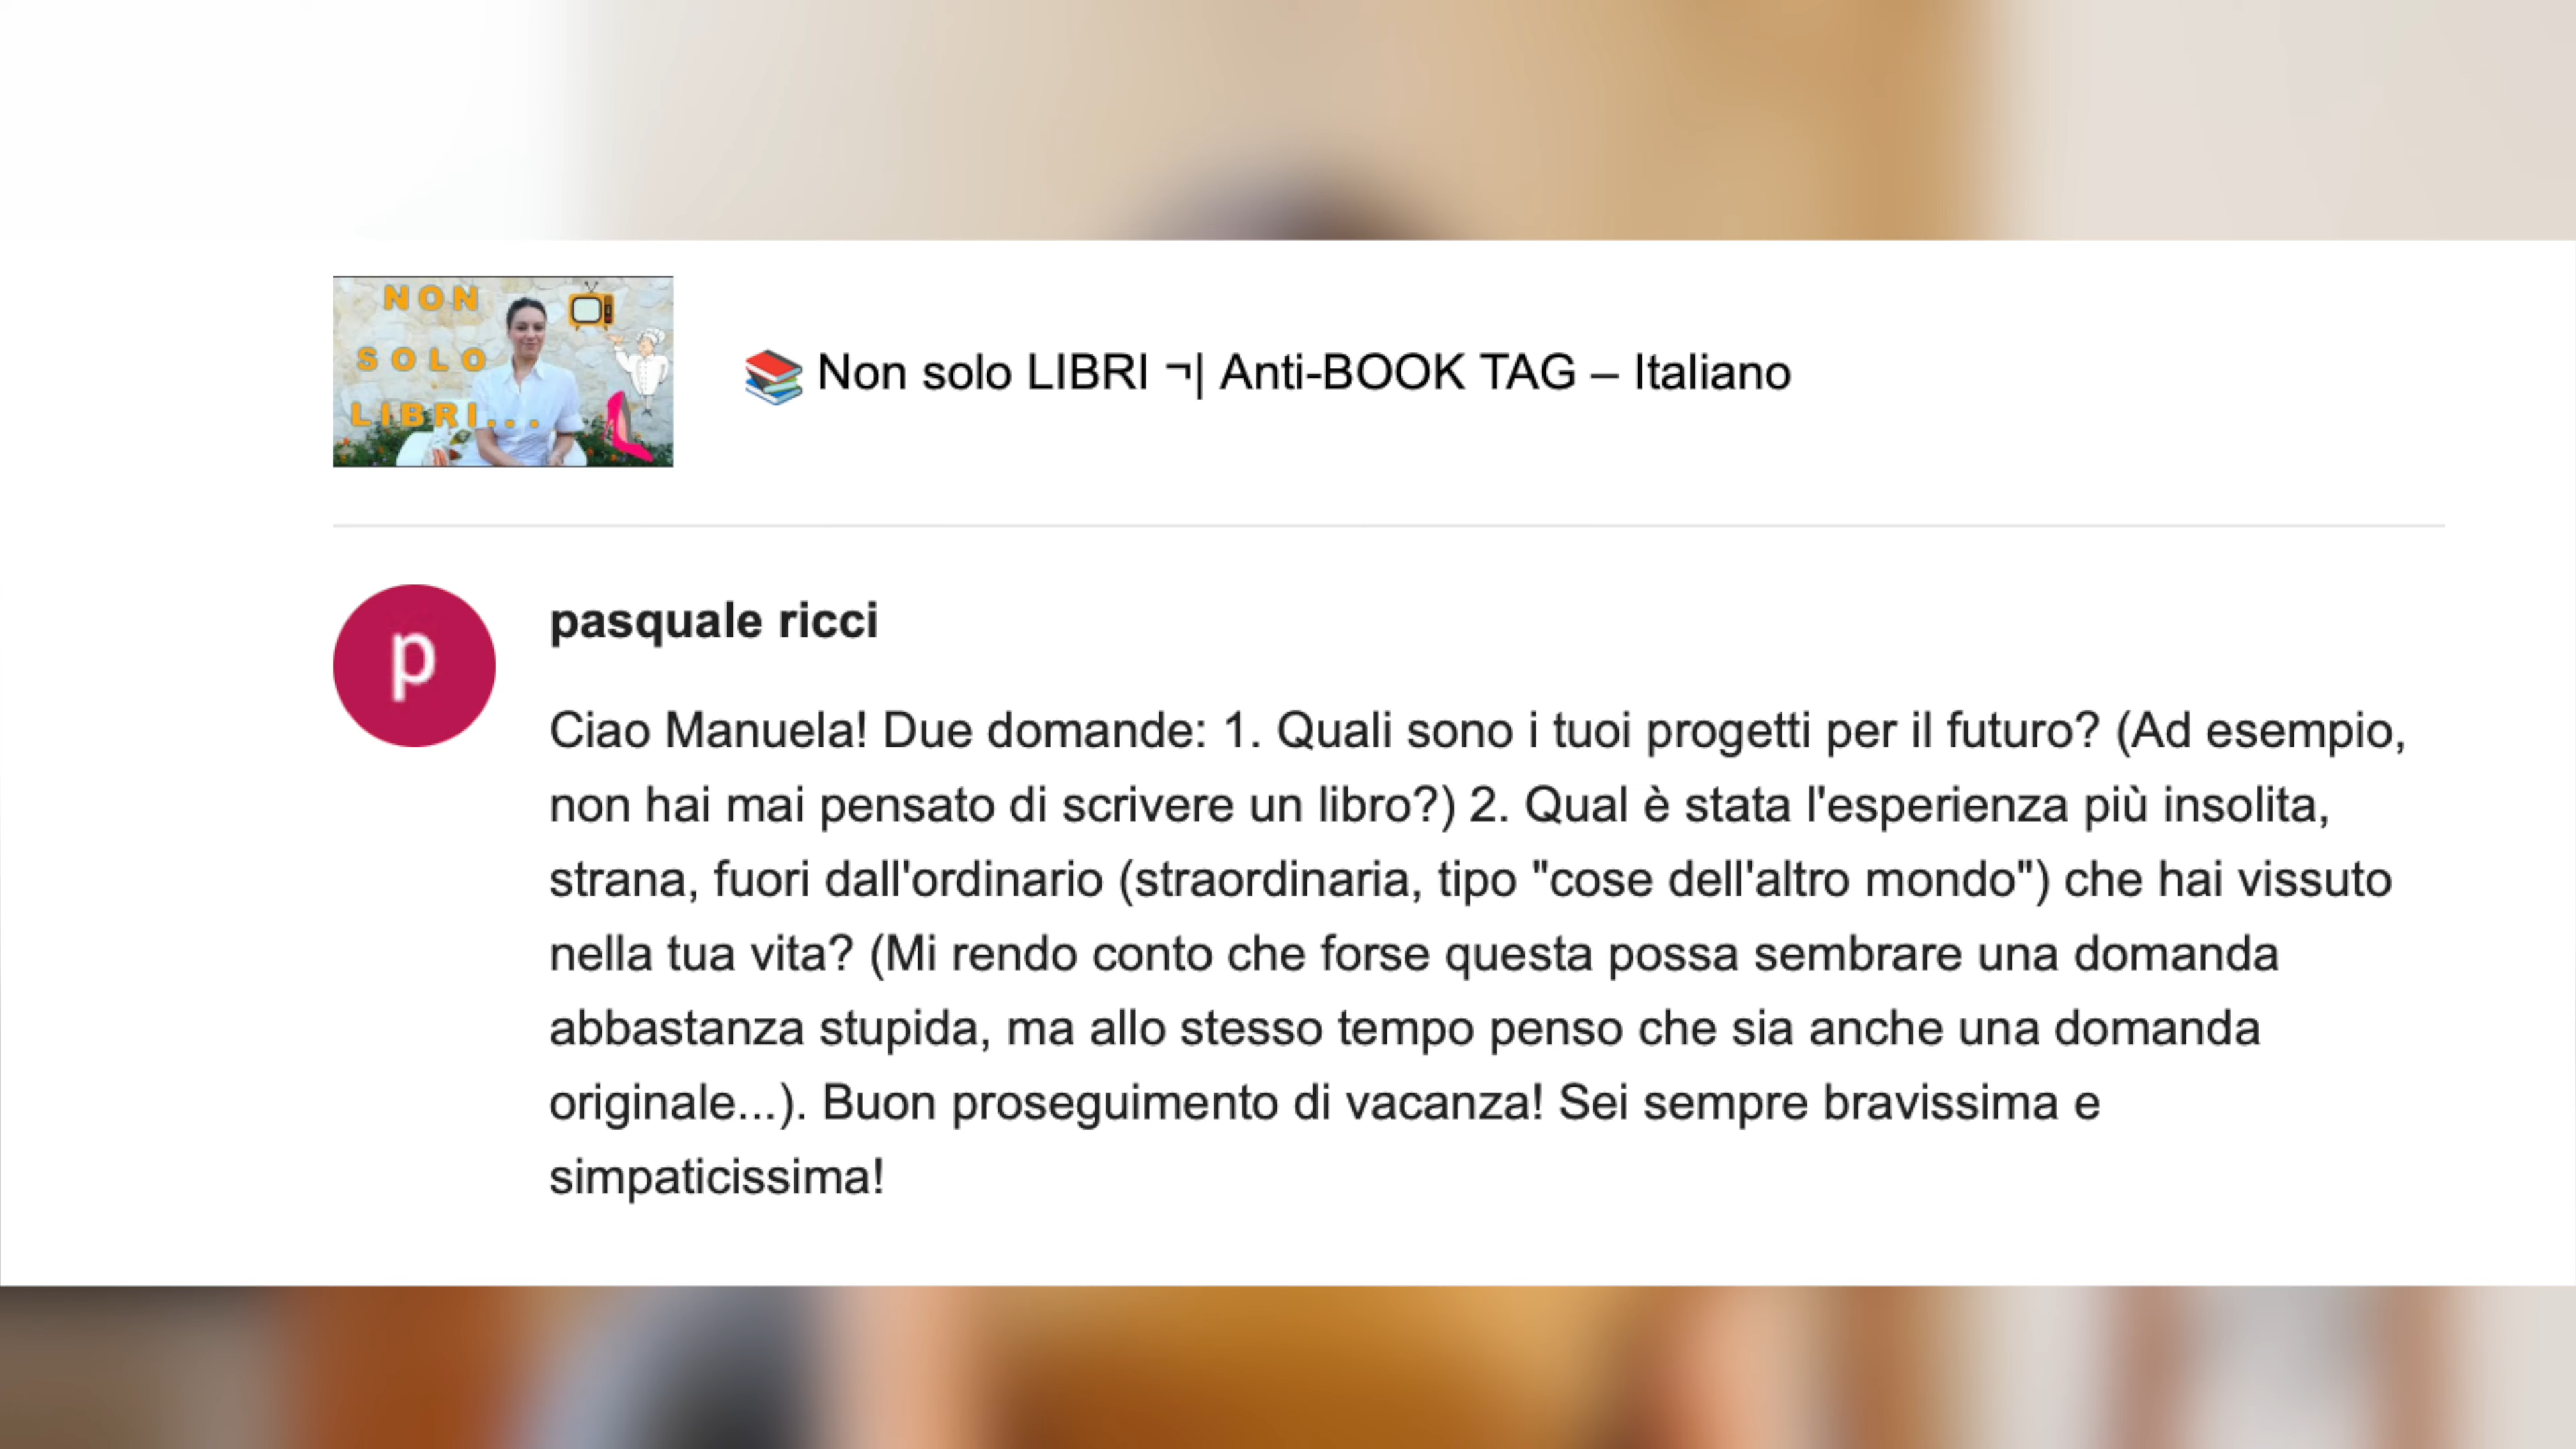 NON
SOLO
LIBRI...
📚 Non solo LIBRI ¬| Anti-BOOK TAG – Italiano
p
pasquale ricci
Ciao Manuela! Due domande: 1. Quali sono i tuoi progetti per il futuro? (Ad esempio,
non hai mai pensato di scrivere un libro?) 2. Qual è stata l'esperienza più insolita,
strana, fuori dall'ordinario (straordinaria, tipo "cose dell'altro mondo") che hai vissuto
nella tua vita? (Mi rendo conto che forse questa possa sembrare una domanda
abbastanza stupida, ma allo stesso tempo penso che sia anche una domanda
originale...). Buon proseguimento di vacanza! Sei sempre bravissima e
simpaticissima!